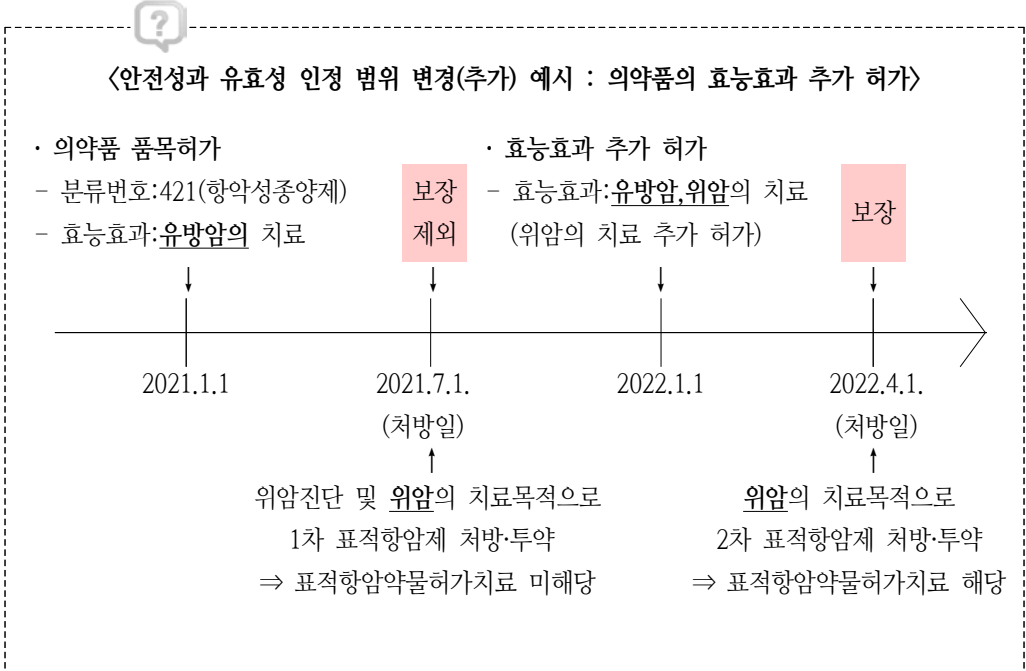 ?
〈안전성과 유효성 인정 범위 변경(추가) 예시 : 의약품의 효능효과 추가 허가〉
· 의약품 품목허가
- 분류번호:421(항악성종양제)
- 효능효과:유방암의 치료
보장
제외
· 효능효과 추가 허가
- 효능효과:유방암,위암의 치료
(위암의 치료 추가 허가)
보장
2021.1.1
2021.7.1.
(처방일)
2022.1.1
2022.4.1.
(처방일)
위암진단 및 위암의 치료목적으로
1차 표적항암제 처방·투약
⇒ 표적항암약물허가치료 미해당
위암의 치료목적으로
2차 표적항암제 처방·투약
⇒ 표적항암약물허가치료 해당